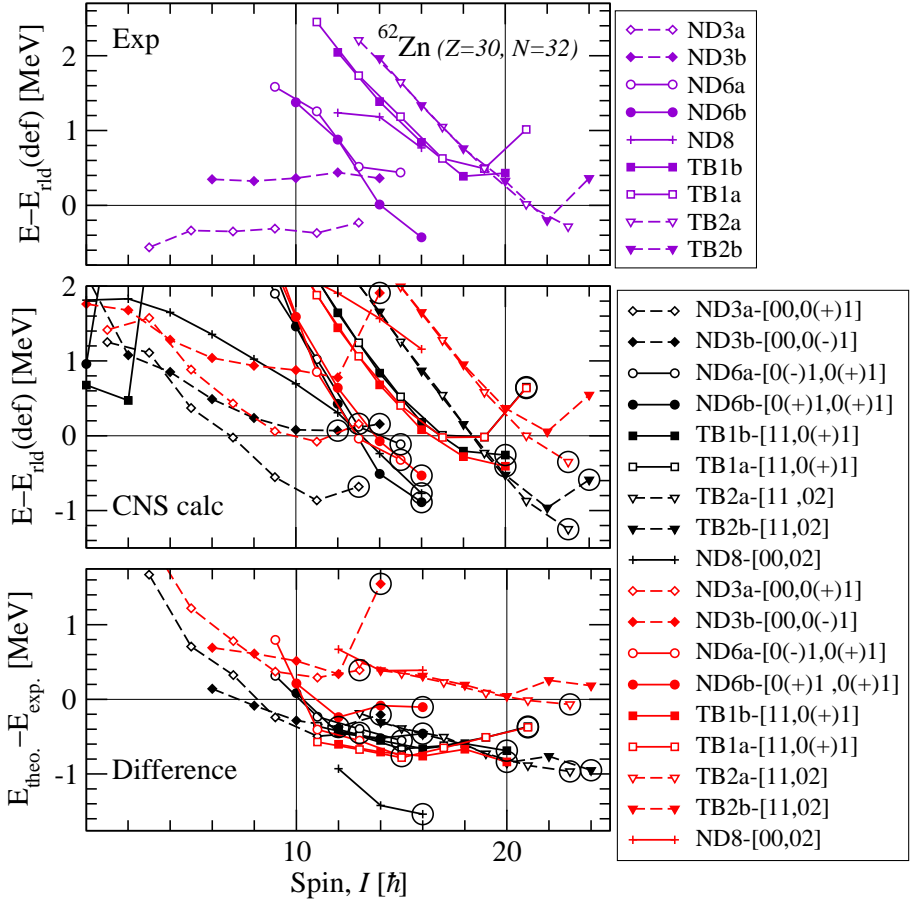 Exp
⁶²Zn (Z=30, N=32)
E−E_rld(def) [MeV]
2
1
0
ND3a
ND3b
ND6a
ND6b
ND8
TB1b
TB1a
TB2a
TB2b
E−E_rld(def) [MeV]
2
1
0
-1
CNS calc
E_theo.−E_exp. [MeV]
1
0
-1
Difference
10
20
Spin, I [ħ]
ND3a-[00,0(+)1]
ND3b-[00,0(-)1]
ND6a-[0(-)1,0(+)1]
ND6b-[0(+)1,0(+)1]
TB1b-[11,0(+)1]
TB1a-[11,0(+)1]
TB2a-[11 ,02]
TB2b-[11,02]
ND8-[00,02]
ND3a-[00,0(+)1]
ND3b-[00,0(-)1]
ND6a-[0(-)1,0(+)1]
ND6b-[0(+)1 ,0(+)1]
TB1b-[11,0(+)1]
TB1a-[11,0(+)1]
TB2a-[11,02]
TB2b-[11,02]
ND8-[00,02]